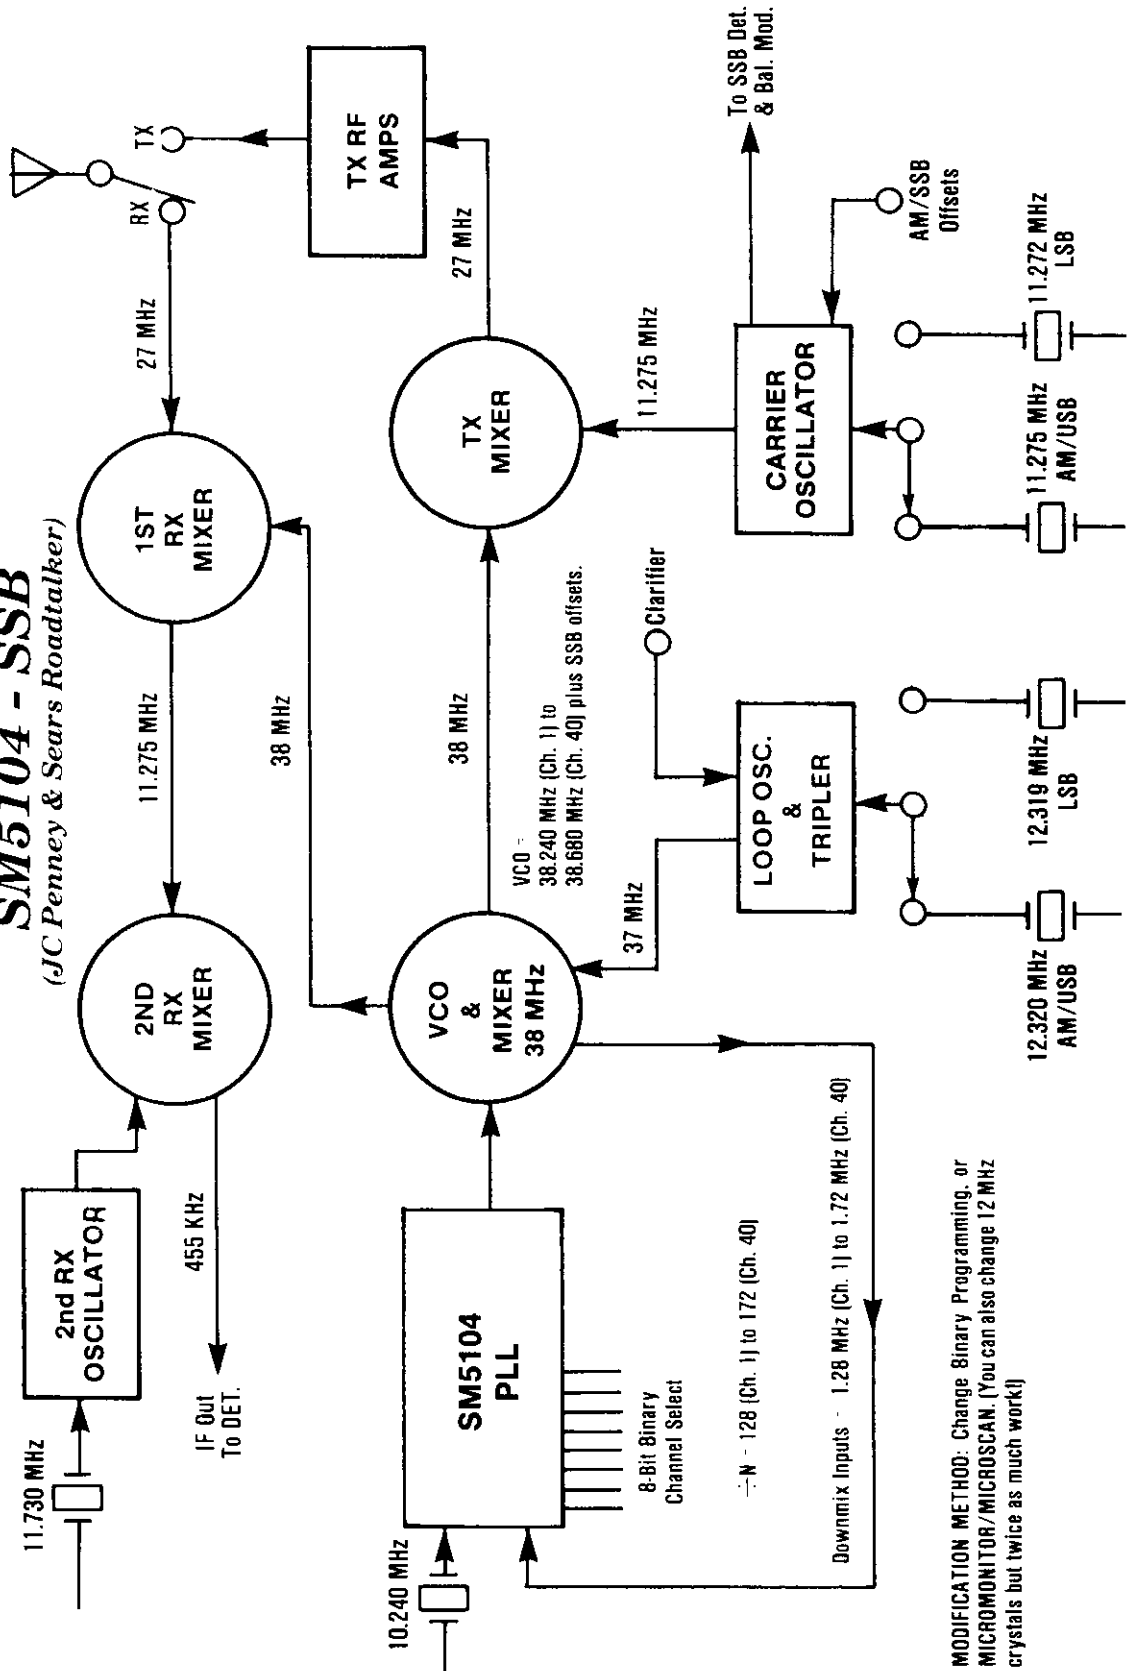 SM5104 - SSB
(JC Penney & Sears Roadtalker)
11.730 MHz
2nd RX
OSCILLATOR
IF Out
To DET.
455 KHz
2ND
RX
MIXER
11.275 MHz
1ST
RX
MIXER
27 MHz
RX
TX
TX RF
AMPS
27 MHz
38 MHz
10.240 MHz
SM5104
PLL
8-Bit Binary
Channel Select
VCO
&
MIXER
38 MHz
38 MHz
TX
MIXER
VCO -
38.240 MHz (Ch. 1) to
38.680 MHz (Ch. 40) plus SSB offsets.
37 MHz
Clarifier
11.275 MHz
To SSB Det.
& Bal. Mod.
÷N - 128 (Ch. 1) to 172 (Ch. 40)
Downmix Inputs - 1.28 MHz (Ch. 1) to 1.72 MHz (Ch. 40)
LOOP OSC.
&
TRIPLER
CARRIER
OSCILLATOR
AM/SSB
Offsets
12.320 MHz
AM/USB
12.319 MHz
LSB
11.275 MHz
AM/USB
11.272 MHz
LSB
MODIFICATION METHOD: Change Binary Programming, or
MICROMONITOR/MICROSCAN. (You can also change 12 MHz
crystals but twice as much work!)